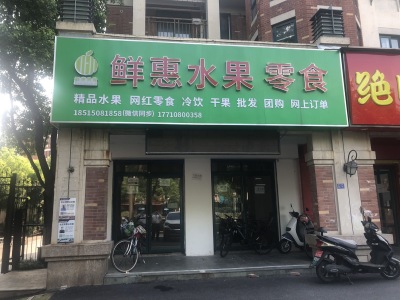 鲜惠水果 零食
精品水果 网红零食 冷饮 干果 批发 团购 网上订单
18515081858(微信同步) 17710800358
绝